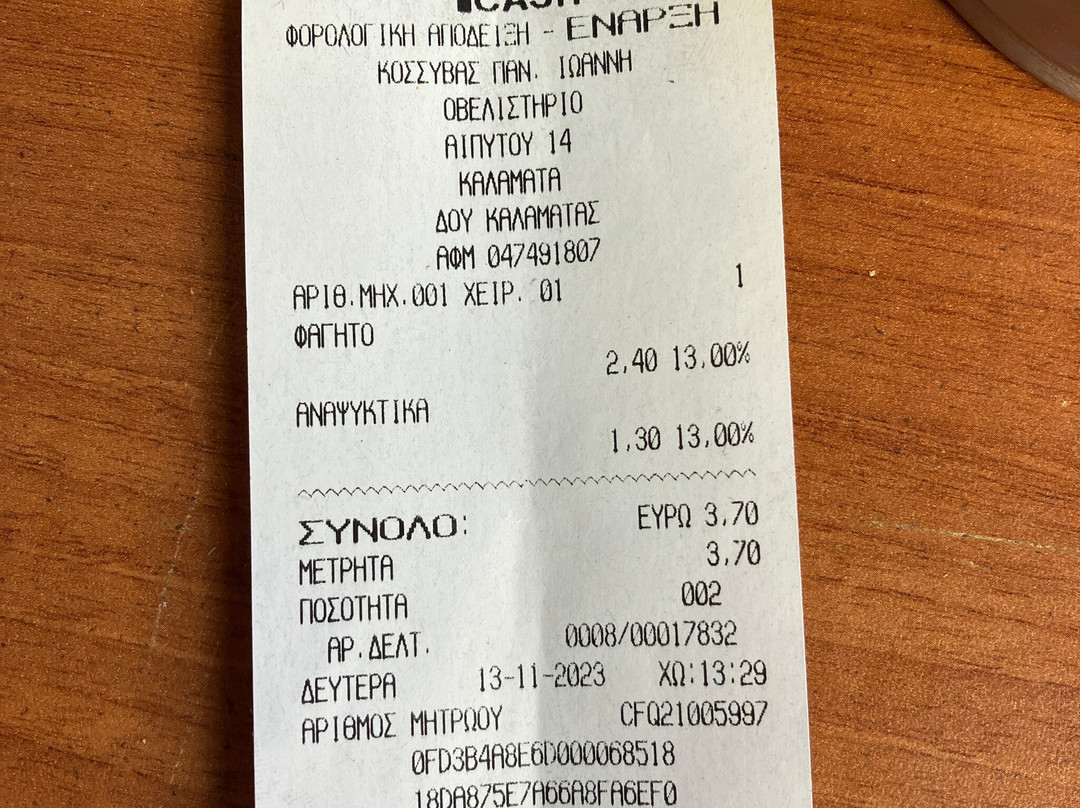 ΦΟΡΟΛΟΓΙΚΗ ΑΠΟΔΕΙΞΗ - ΕΝΑΡΞΗ
ΚΟΣΣΥΒΑΣ ΠΑΝ. ΙΩΑΝΝΗ
ΟΒΕΛΙΣΤΗΡΙΟ
ΑΙΠΥΤΟΥ 14
ΚΑΛΑΜΑΤΑ
ΔΟΥ ΚΑΛΑΜΑΤΑΣ
ΑΦΜ 047491807
ΑΡΙΘ.ΜΗΧ.001 ΧΕΙΡ. 01 1
ΦΑΓΗΤΟ
2,40 13,00%
ΑΝΑΨΥΚΤΙΚΑ
1,30 13,00%
ΣΥΝΟΛΟ: ΕΥΡΩ 3,70
ΜΕΤΡΗΤΑ 3,70
ΠΟΣΟΤΗΤΑ 002
ΑΡ.ΔΕΛΤ. 0008/00017832
ΔΕΥΤΕΡΑ 13-11-2023 ΧΩ:13:29
ΑΡΙΘΜΟΣ ΜΗΤΡΩΟΥ CFQ21005997
0FD3B4A8E6D000068518
18DA875E7A66A8FA6EF0